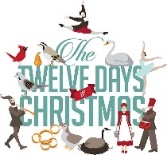 The
TWELVE DAYS
OF
CHRISTMAS